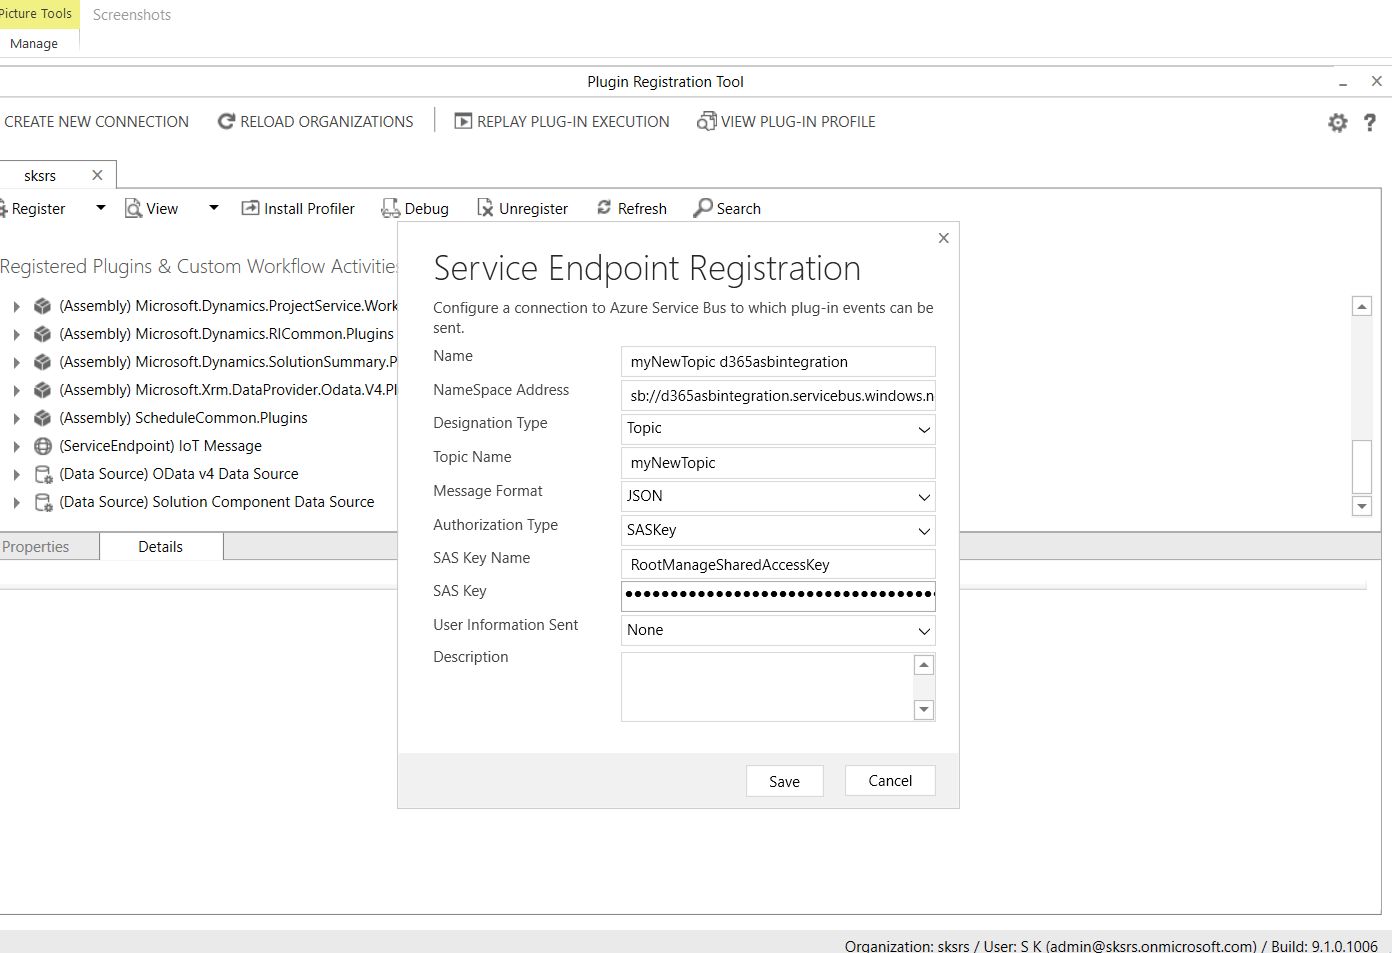 Picture Tools
Screenshots
Manage
Plugin Registration Tool
CREATE NEW CONNECTION
RELOAD ORGANIZATIONS
REPLAY PLUG-IN EXECUTION
VIEW PLUG-IN PROFILE
sksrs
Register
View
Install Profiler
Debug
Unregister
Refresh
Search
Registered Plugins & Custom Workflow Activitie
(Assembly) Microsoft.Dynamics.ProjectService.Work
(Assembly) Microsoft.Dynamics.RICommon.Plugins
(Assembly) Microsoft.Dynamics.SolutionSummary.P
(Assembly) Microsoft.Xrm.DataProvider.Odata.V4.Pl
(Assembly) ScheduleCommon.Plugins
(ServiceEndpoint) IoT Message
(Data Source) OData v4 Data Source
(Data Source) Solution Component Data Source
Properties
Details
Service Endpoint Registration
Configure a connection to Azure Service Bus to which plug-in events can be
sent.
Name
myNewTopic d365asbintegration
NameSpace Address
sb://d365asbintegration.servicebus.windows.n
Designation Type
Topic
Topic Name
myNewTopic
Message Format
JSON
Authorization Type
SASKey
SAS Key Name
RootManageSharedAccessKey
SAS Key
User Information Sent
None
Description
Save
Cancel
Organization: sksrs / User: S K (admin@sksrs.onmicrosoft.com) / Build: 9.1.0.1006